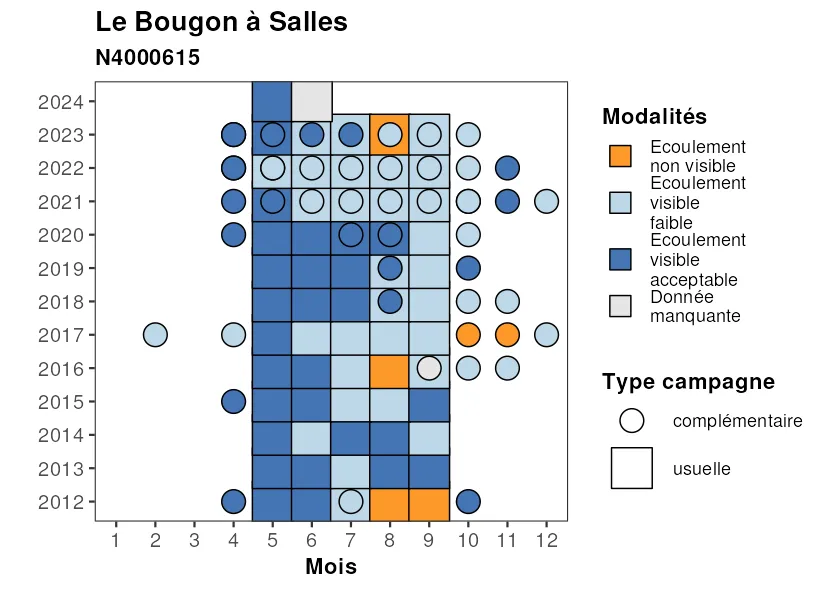 Le Bougon à Salles
N4000615
2024
2023
2022
2021
2020
2019
2018
2017
2016
2015
2014
2013
2012
1 2 3 4 5 6 7 8 9 10 11 12
Mois
Modalités
Ecoulement
non visible
Ecoulement
visible
faible
Ecoulement
visible
acceptable
Donnée
manquante
Type campagne
complémentaire
usuelle